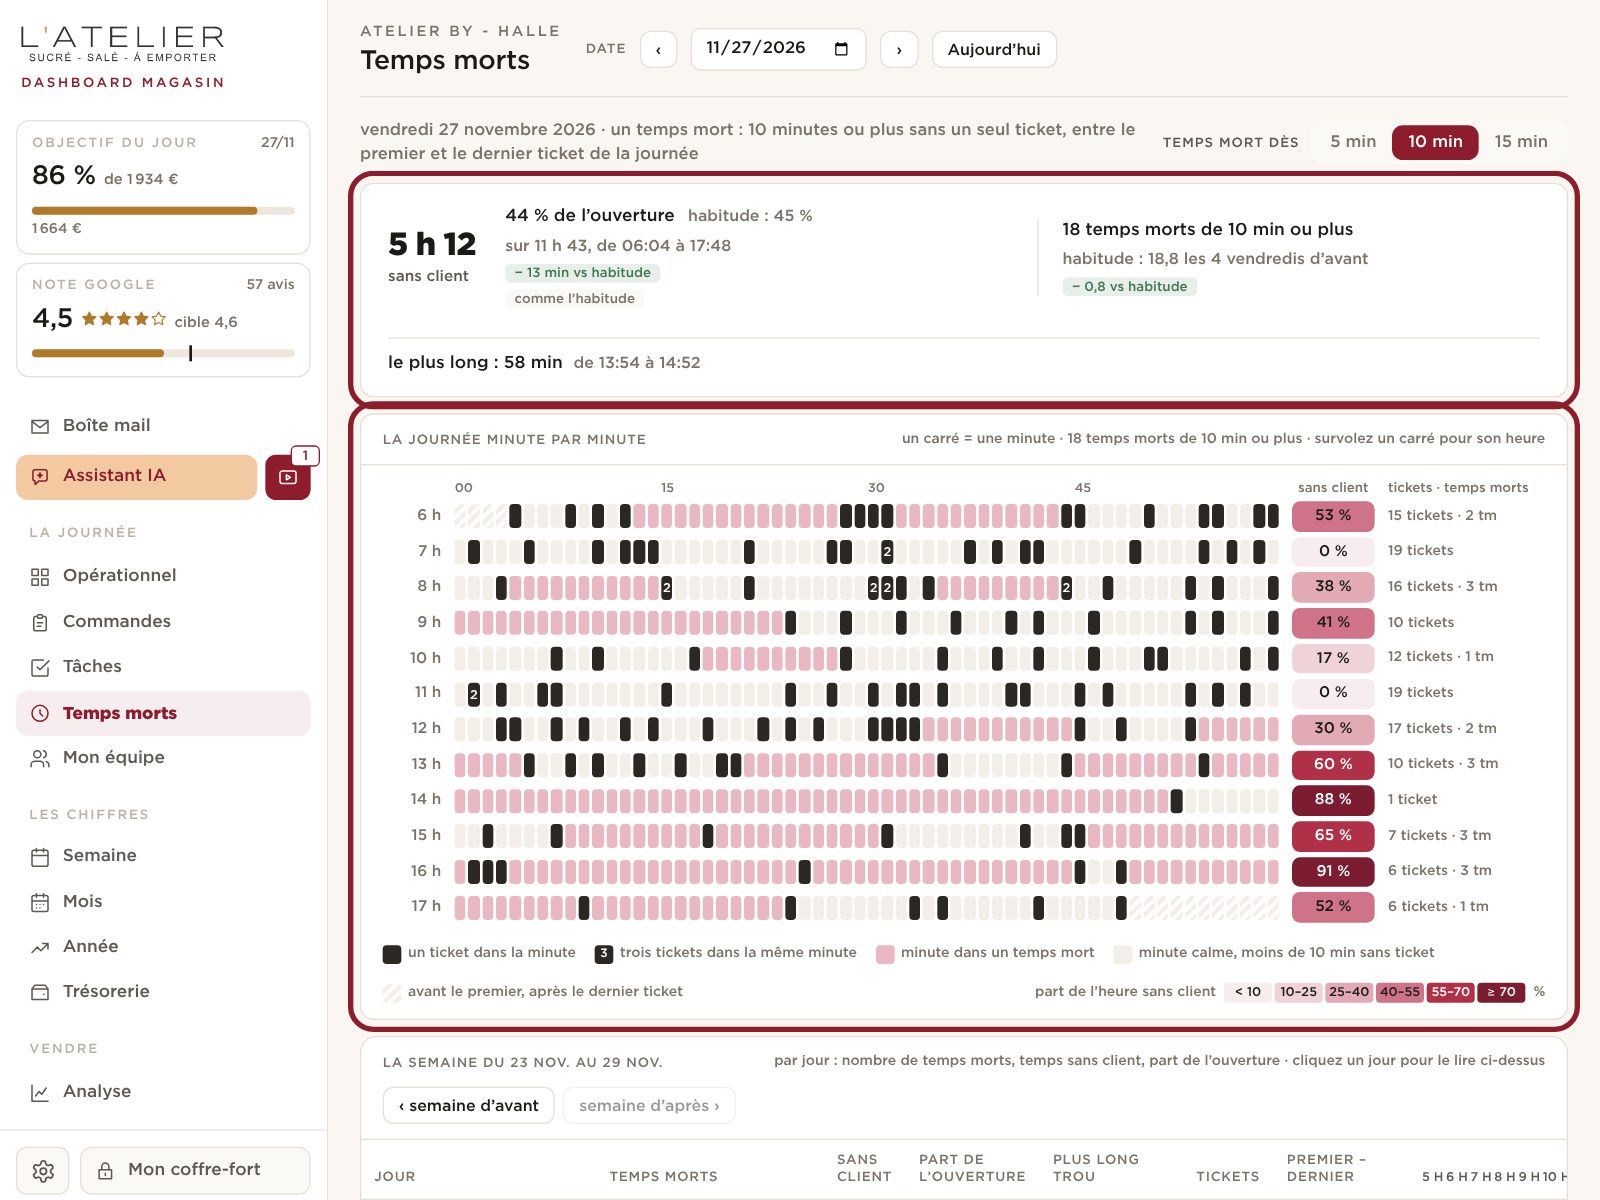 L'ATELIER
SUCRÉ - SALÉ - À EMPORTER
DASHBOARD MAGASIN
OBJECTIF DU JOUR 27/11
86 % de 1 934 €
1 664 €
NOTE GOOGLE 57 avis
4,5 cible 4,6
Boîte mail
Assistant IA
1
LA JOURNÉE
Opérationnel
Commandes
Tâches
Temps morts
Mon équipe
LES CHIFFRES
Semaine
Mois
Année
Trésorerie
VENDRE
Analyse
Mon coffre-fort
ATELIER BY - HALLE
Temps morts
DATE ‹ 11/27/2026 › Aujourd'hui
vendredi 27 novembre 2026 · un temps mort : 10 minutes ou plus sans un seul ticket, entre le
premier et le dernier ticket de la journée
TEMPS MORT DÈS 5 min 10 min 15 min
5 h 12
sans client
44 % de l'ouverture habitude : 45 %
sur 11 h 43, de 06:04 à 17:48
− 13 min vs habitude
comme l'habitude
18 temps morts de 10 min ou plus
habitude : 18,8 les 4 vendredis d'avant
− 0,8 vs habitude
le plus long : 58 min de 13:54 à 14:52
LA JOURNÉE MINUTE PAR MINUTE
un carré = une minute · 18 temps morts de 10 min ou plus · survolez un carré pour son heure
00 15 30 45 sans client tickets · temps morts
6 h 53 % 15 tickets · 2 tm
7 h 2 0 % 19 tickets
8 h 2 2 2 2 38 % 16 tickets · 3 tm
9 h 41 % 10 tickets
10 h 17 % 12 tickets · 1 tm
11 h 2 0 % 19 tickets
12 h 30 % 17 tickets · 2 tm
13 h 60 % 10 tickets · 3 tm
14 h 88 % 1 ticket
15 h 65 % 7 tickets · 3 tm
16 h 91 % 6 tickets · 3 tm
17 h 52 % 6 tickets · 1 tm
un ticket dans la minute 3 trois tickets dans la même minute minute dans un temps mort minute calme, moins de 10 min sans ticket
avant le premier, après le dernier ticket
part de l'heure sans client < 10 10–25 25–40 40–55 55–70 ≥ 70 %
LA SEMAINE DU 23 NOV. AU 29 NOV.
par jour : nombre de temps morts, temps sans client, part de l'ouverture · cliquez un jour pour le lire ci-dessus
‹ semaine d'avant semaine d'après ›
JOUR TEMPS MORTS SANS CLIENT PART DE L'OUVERTURE PLUS LONG TROU TICKETS PREMIER – DERNIER 5 H 6 H 7 H 8 H 9 H 10 H